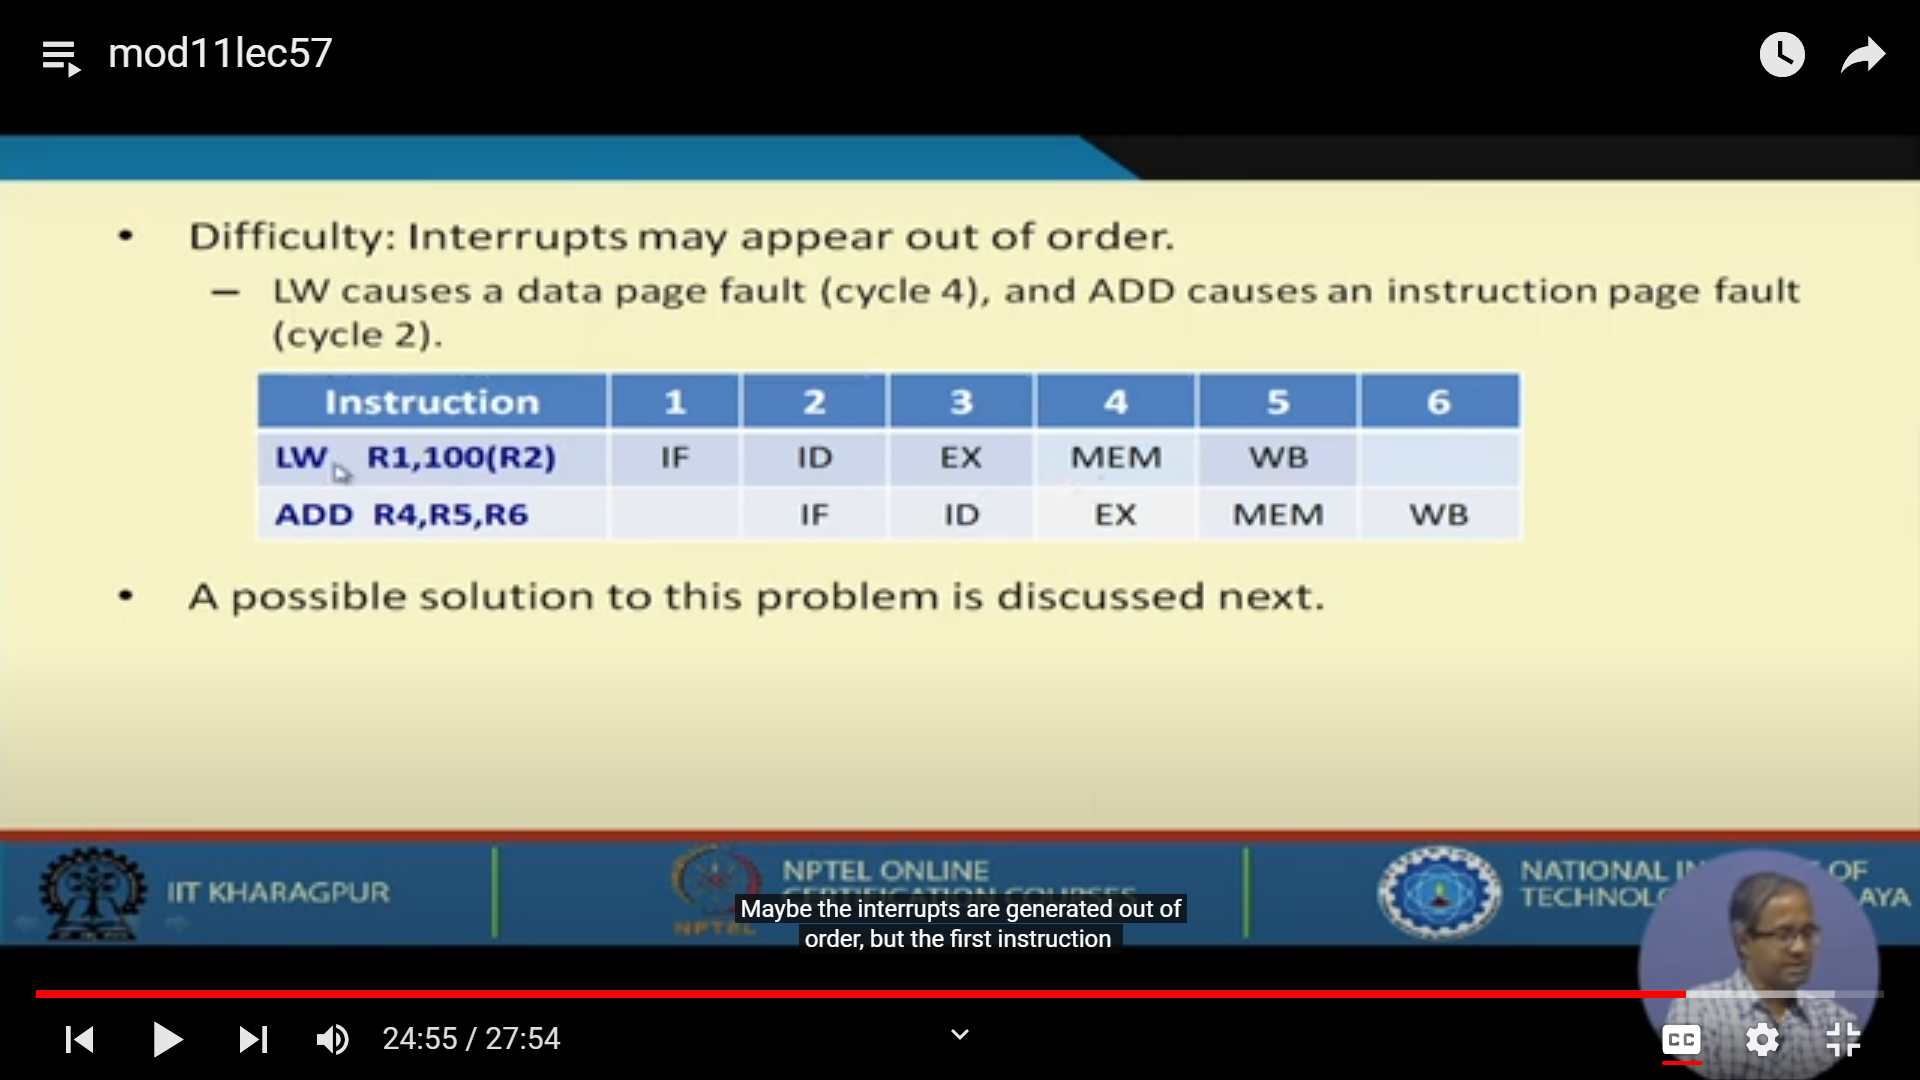 mod11lec57
• Difficulty: Interrupts may appear out of order.
– LW causes a data page fault (cycle 4), and ADD causes an instruction page fault
(cycle 2).
Instruction 1 2 3 4 5 6
LW R1,100(R2) IF ID EX MEM WB
ADD R4,R5,R6 IF ID EX MEM WB
• A possible solution to this problem is discussed next.
IIT KHARAGPUR
NPTEL
NPTEL ONLINE
CERTIFICATION COURSES
NATIONAL OF
AYA
Maybe the interrupts are generated out of
order, but the first instruction
24:55 / 27:54
CC